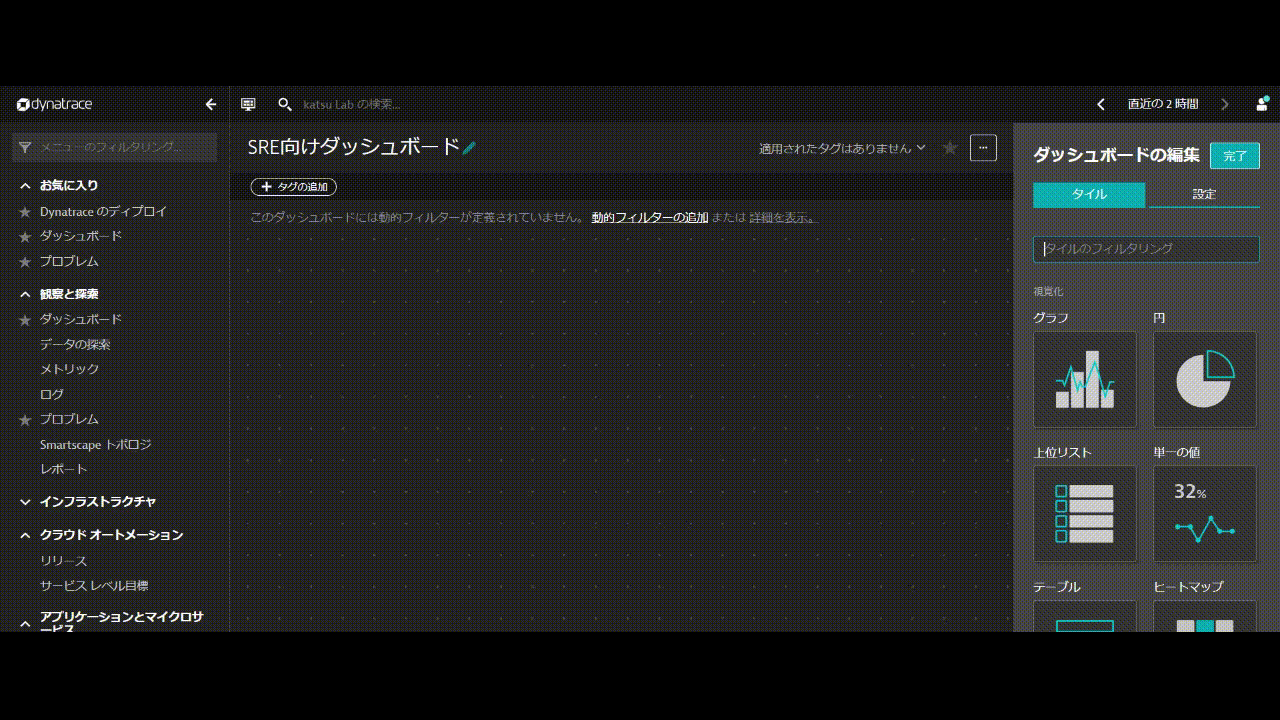 dynatrace
katsu Lab の検索...
直近の 2 時間
メニューのフィルタリング...
お気に入り
Dynatrace のディプロイ
ダッシュボード
プロブレム
観察と探索
ダッシュボード
データの探索
メトリック
ログ
プロブレム
Smartscape トポロジ
レポート
インフラストラクチャ
クラウド オートメーション
リリース
サービス レベル目標
アプリケーションとマイクロサ
ービス
SRE向けダッシュボード
適用されたタグはありません
...
タグの追加
このダッシュボードには動的フィルターが定義されていません。 動的フィルターの追加 または 詳細を表示。
ダッシュボードの編集
完了
タイル
設定
タイルのフィルタリング
視覚化
グラフ
円
上位リスト
単一の値
32%
テーブル
ヒートマップ